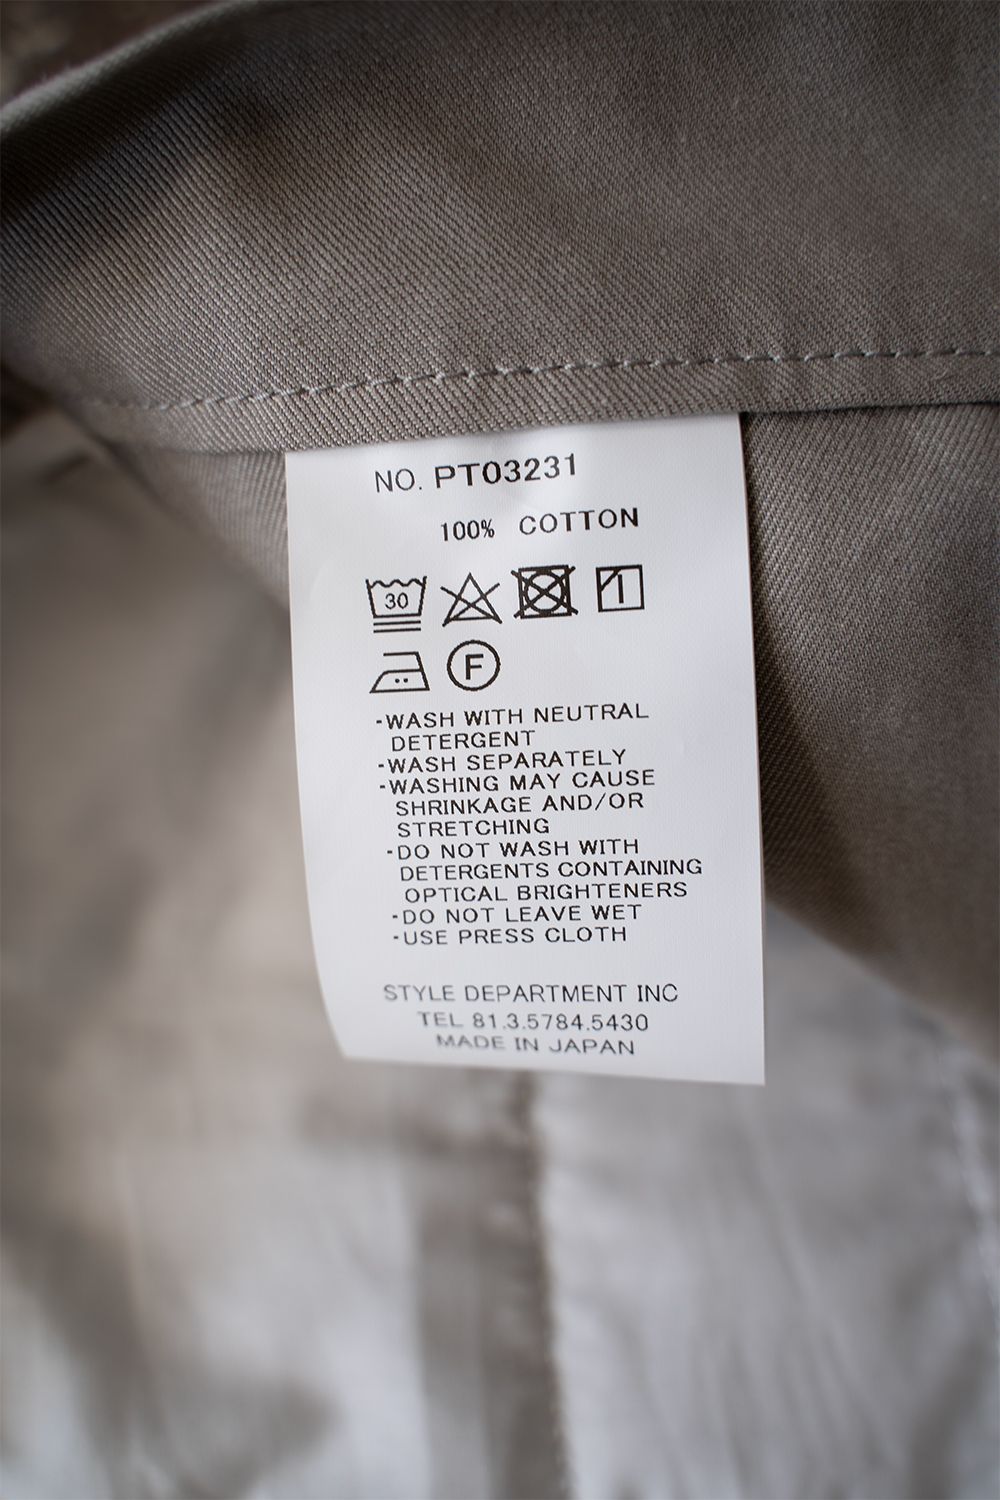 NO. PT03231
100% COTTON
30
F
-WASH WITH NEUTRAL
DETERGENT
-WASH SEPARATELY
-WASHING MAY CAUSE
SHRINKAGE AND/OR
STRETCHING
-DO NOT WASH WITH
DETERGENTS CONTAINING
OPTICAL BRIGHTENERS
-DO NOT LEAVE WET
-USE PRESS CLOTH
STYLE DEPARTMENT INC
TEL 81.3.5784.5430
MADE IN JAPAN